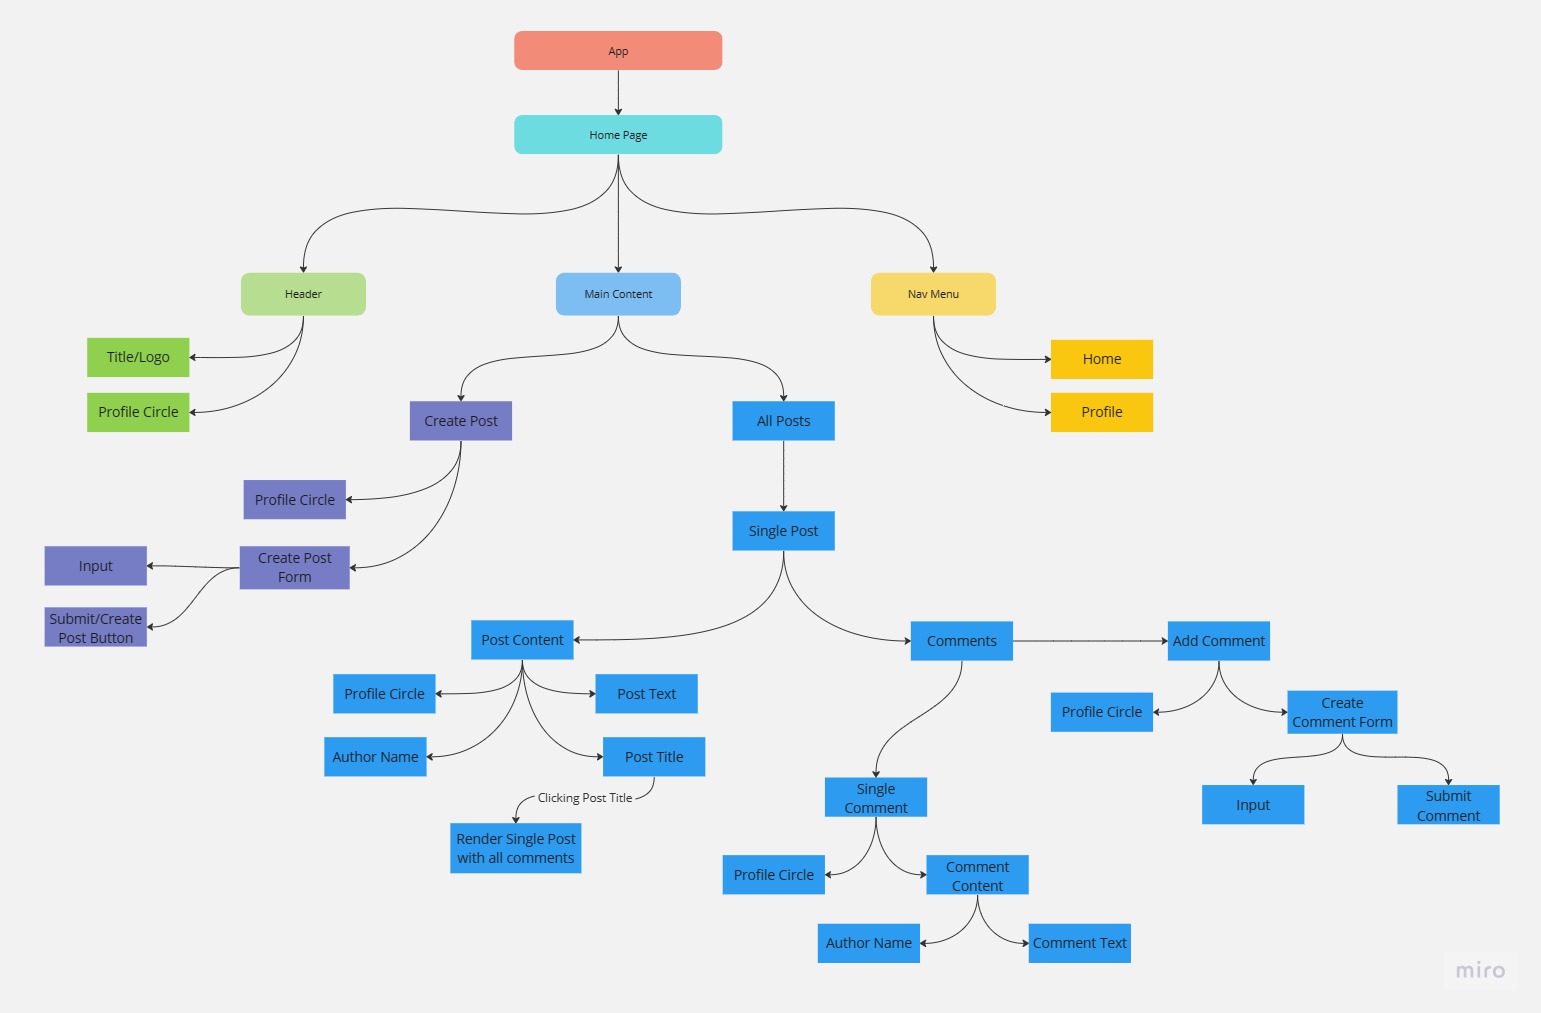 App
Home Page
Header
Main Content
Nav Menu
Title/Logo
Home
Profile Circle
Profile
Create Post
All Posts
Profile Circle
Single Post
Input
Create Post
Form
Submit/Create
Post Button
Post Content
Comments
Add Comment
Profile Circle
Post Text
Profile Circle
Create
Comment Form
Author Name
Post Title
Clicking Post Title
Single
Comment
Input
Submit
Comment
Render Single Post
with all comments
Profile Circle
Comment
Content
Author Name
Comment Text
miro